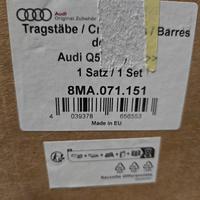 Audi
Original Zubehör
Tragstäbe / / Barres
de
Audi Q5 >>
1 Satz / 1 Set
8MA.071.151
4 039378 656553
Made in EU